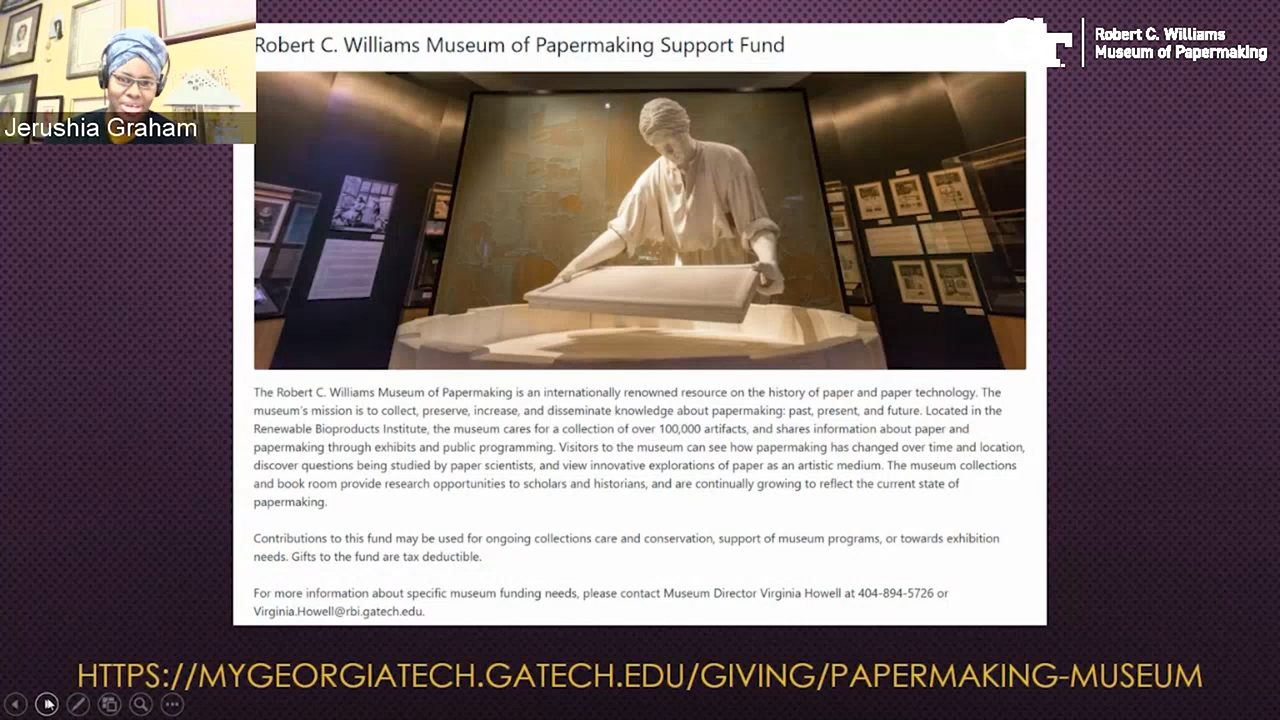 Robert C. Williams Museum of Papermaking Support Fund
Robert C. Williams
Museum of Papermaking
Jerushia Graham
The Robert C. Williams Museum of Papermaking is an internationally renowned resource on the history of paper and paper technology. The
museum's mission is to collect, preserve, increase, and disseminate knowledge about papermaking: past, present, and future. Located in the
Renewable Bioproducts Institute, the museum cares for a collection of over 100,000 artifacts, and shares information about paper and
papermaking through exhibits and public programming. Visitors to the museum can see how papermaking has changed over time and location,
discover questions being studied by paper scientists, and view innovative explorations of paper as an artistic medium. The museum collections
and book room provide research opportunities to scholars and historians, and are continually growing to reflect the current state of
papermaking.
Contributions to this fund may be used for ongoing collections care and conservation, support of museum programs, or towards exhibition
needs. Gifts to the fund are tax deductible.
For more information about specific museum funding needs, please contact Museum Director Virginia Howell at 404-894-5726 or
Virginia.Howell@rbi.gatech.edu.
HTTPS://MYGEORGIATECH.GATECH.EDU/GIVING/PAPERMAKING-MUSEUM